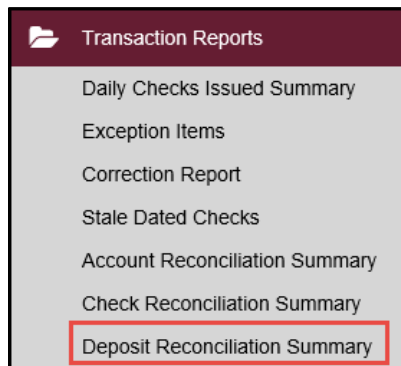 Transaction Reports
Daily Checks Issued Summary
Exception Items
Correction Report
Stale Dated Checks
Account Reconciliation Summary
Check Reconciliation Summary
Deposit Reconciliation Summary